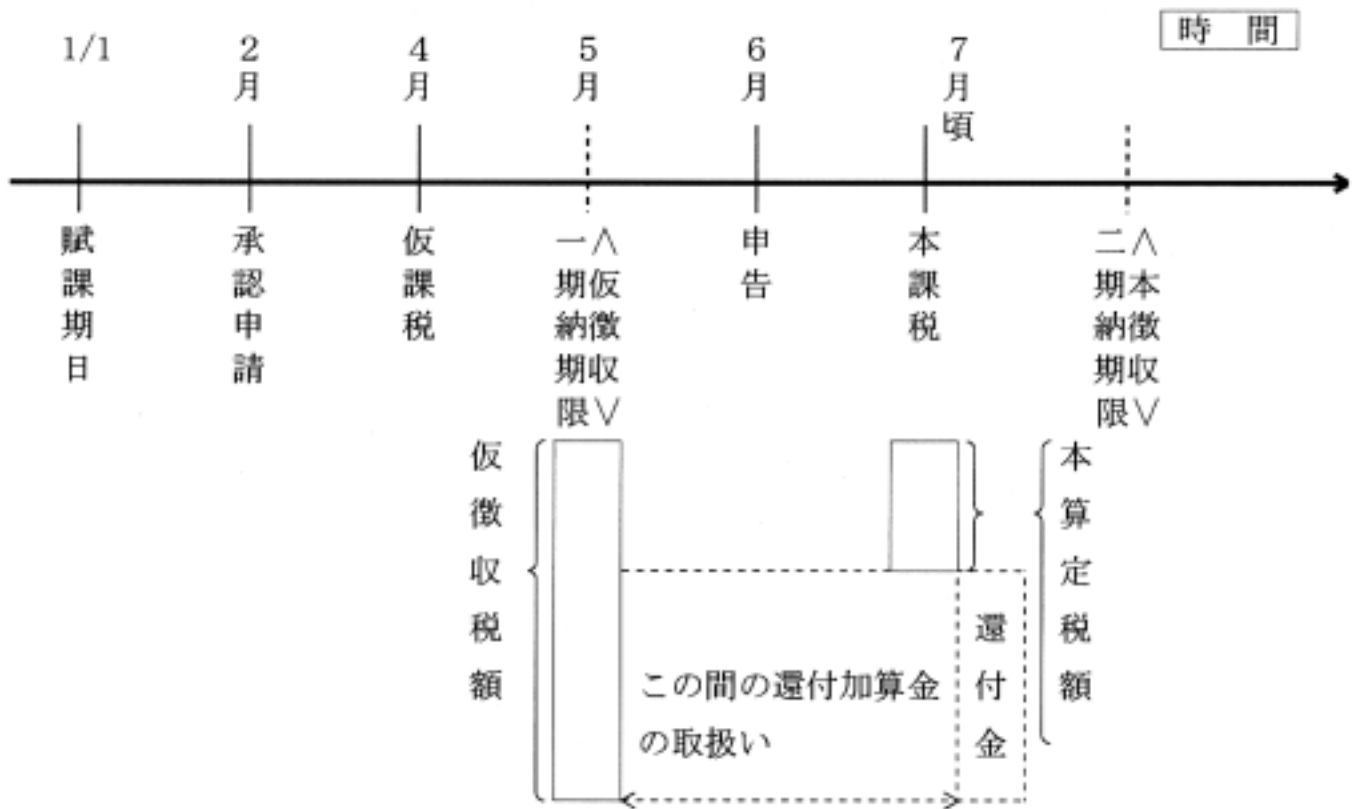 時　間
1/1
2月
4月
5月
6月
7月頃
賦課期日
承認申請
仮課税
＜仮徴収＞
一期納期限
申告
本課税
＜本徴収＞
二期納期限
仮徴収税額
本算定税額
還付金
この間の還付加算金
の取扱い